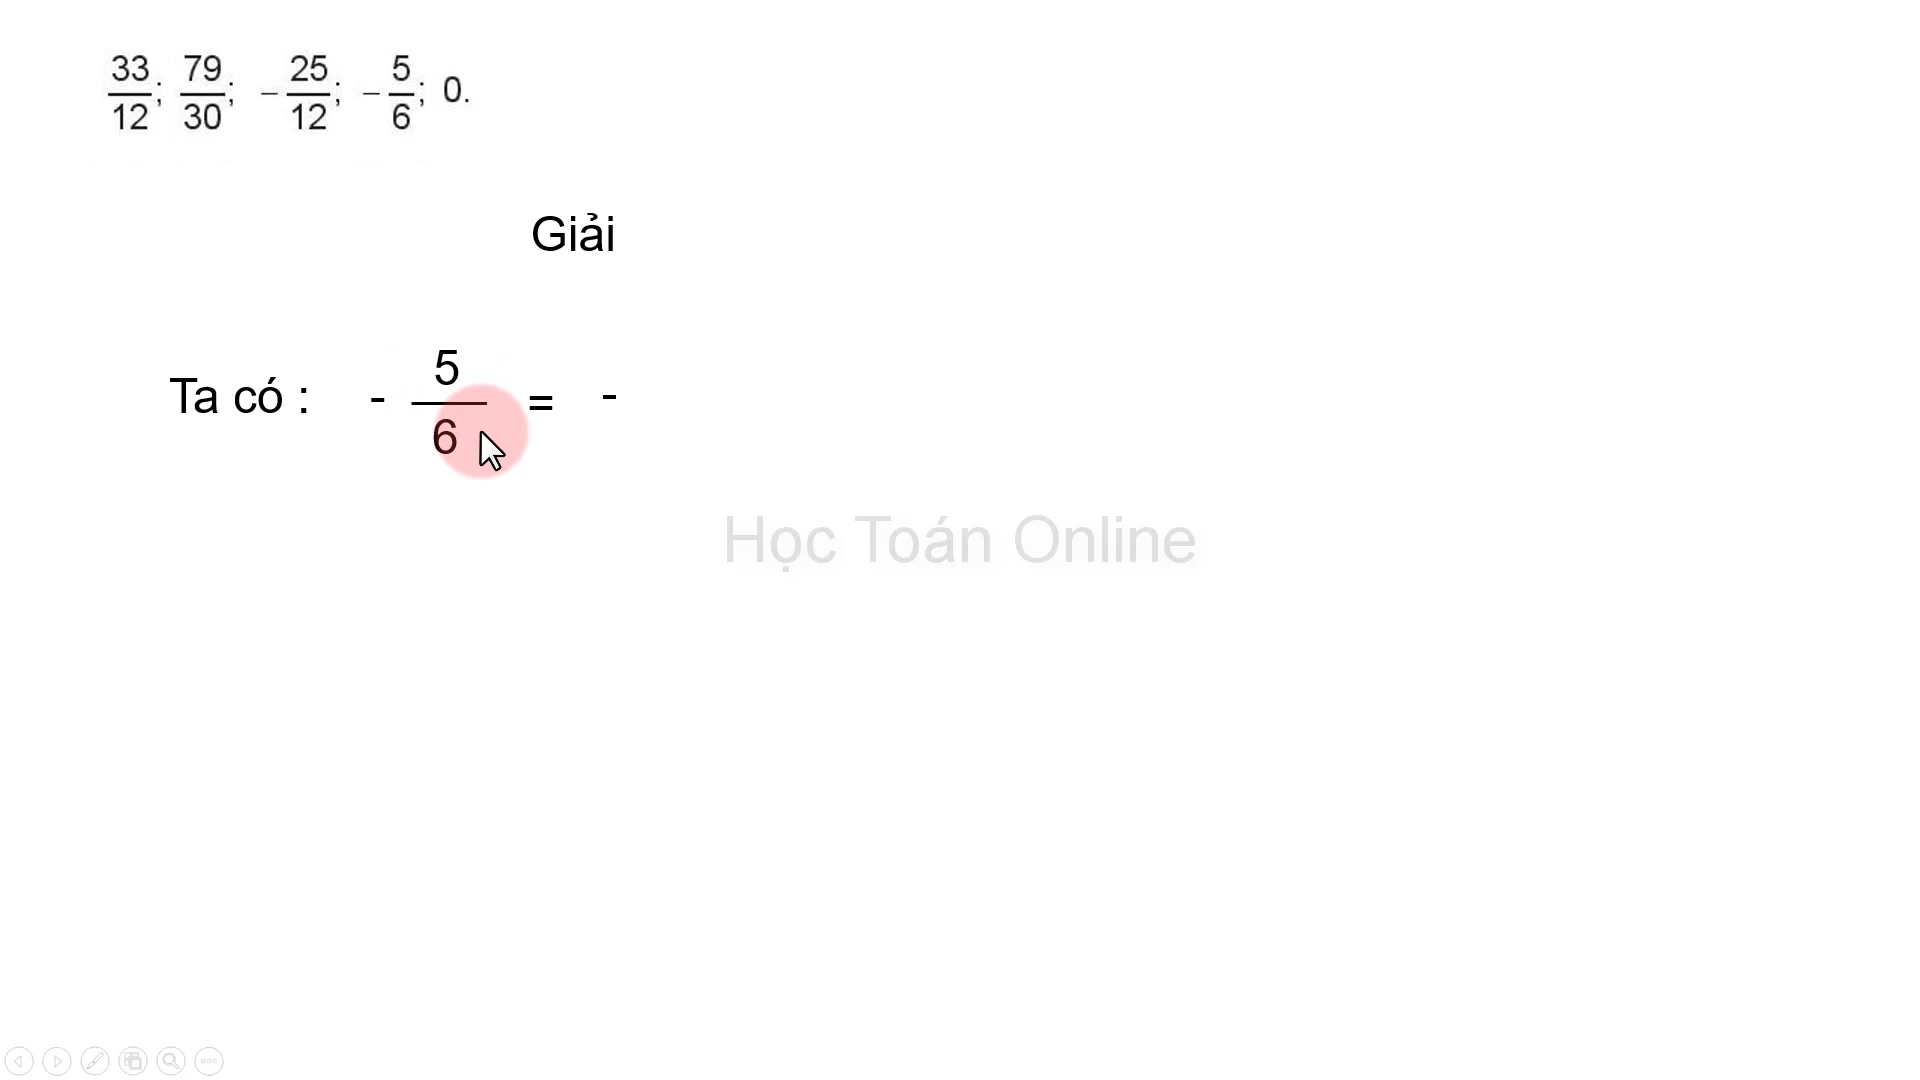 33/12; 79/30; −25/12; −5/6; 0.
Giải
Ta có : - 5/6 = -
Học Toán Online